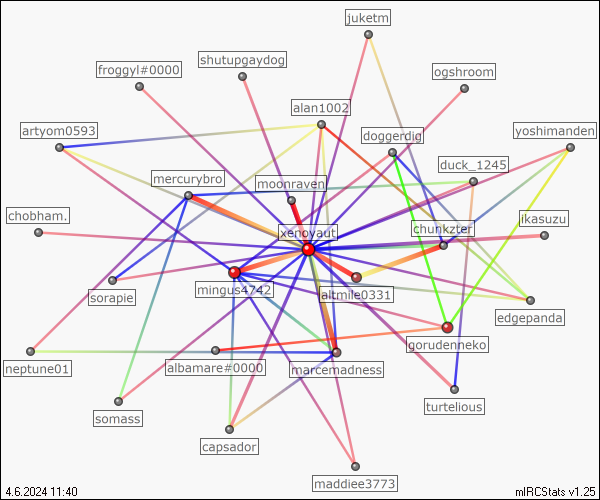 juketm
shutupgaydog
froggyl#0000
ogshroom
alan1002
artyom0593
doggerdig
yoshimanden
duck_1245
mercurybro
moonraven
chobham.
ikasuzu
xenoyaut
chunkzter
mingus4742
altmile0331
sorapie
edgepanda
gorudenneko
neptune01
albamare#0000
marcemadness
turtelious
somass
capsador
maddiee3773
4.6.2024 11:40
mIRCStats v1.25